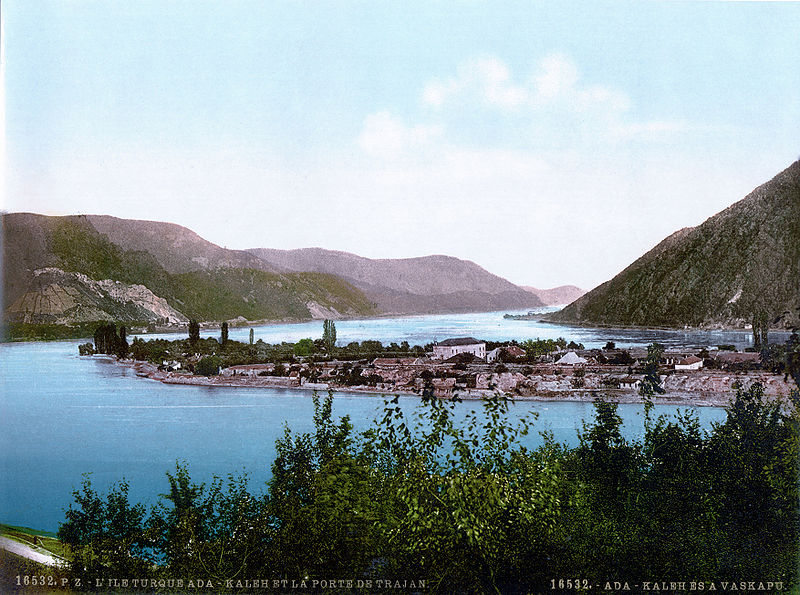 16532. P. Z. - L'ILE TURQUE ADA - KALEH ET LA PORTE DE TRAJAN.
16532. - ADA - KALEH ÉS A VASKAPU.